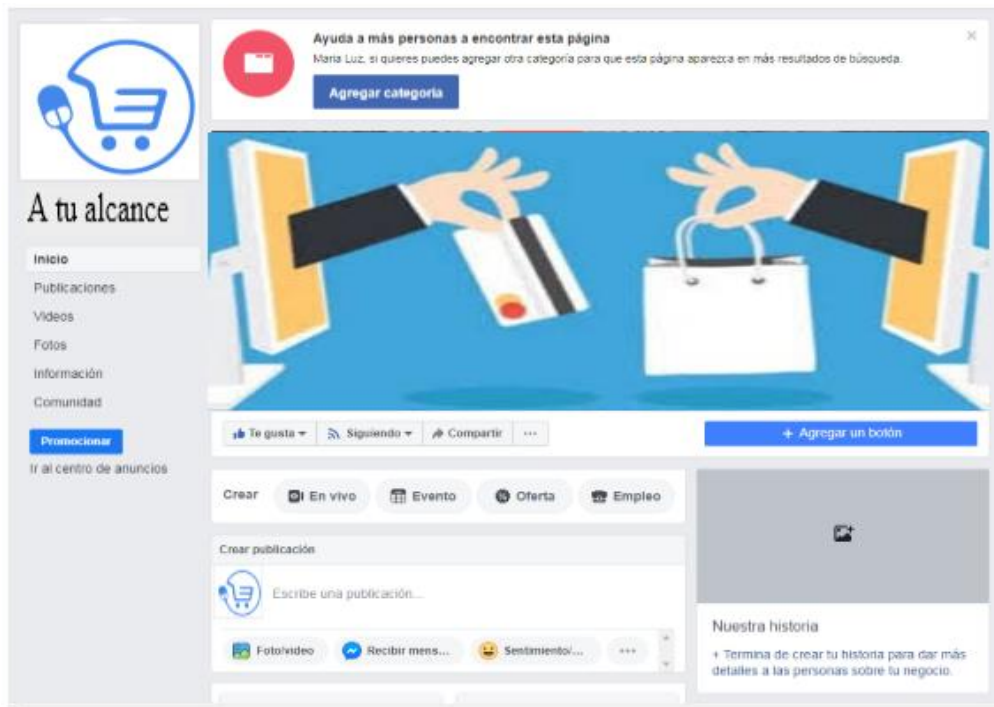 Ayuda a más personas a encontrar esta página
Maria Luz, si quieres puedes agregar otra categoría para que esta página aparezca en más resultados de búsqueda.
Agregar categoría
A tu alcance
Inicio
Publicaciones
Videos
Fotos
Información
Comunidad
Promocionar
Ir al centro de anuncios
Te gusta
Siguiendo
Compartir
...
+ Agregar un botón
Crear
En vivo
Evento
Oferta
Empleo
Crear publicación
Escribe una publicación...
Foto/video
Recibir mens...
Sentimiento/...
...
Nuestra historia
+ Termina de crear tu historia para dar más
detalles a las personas sobre tu negocio.